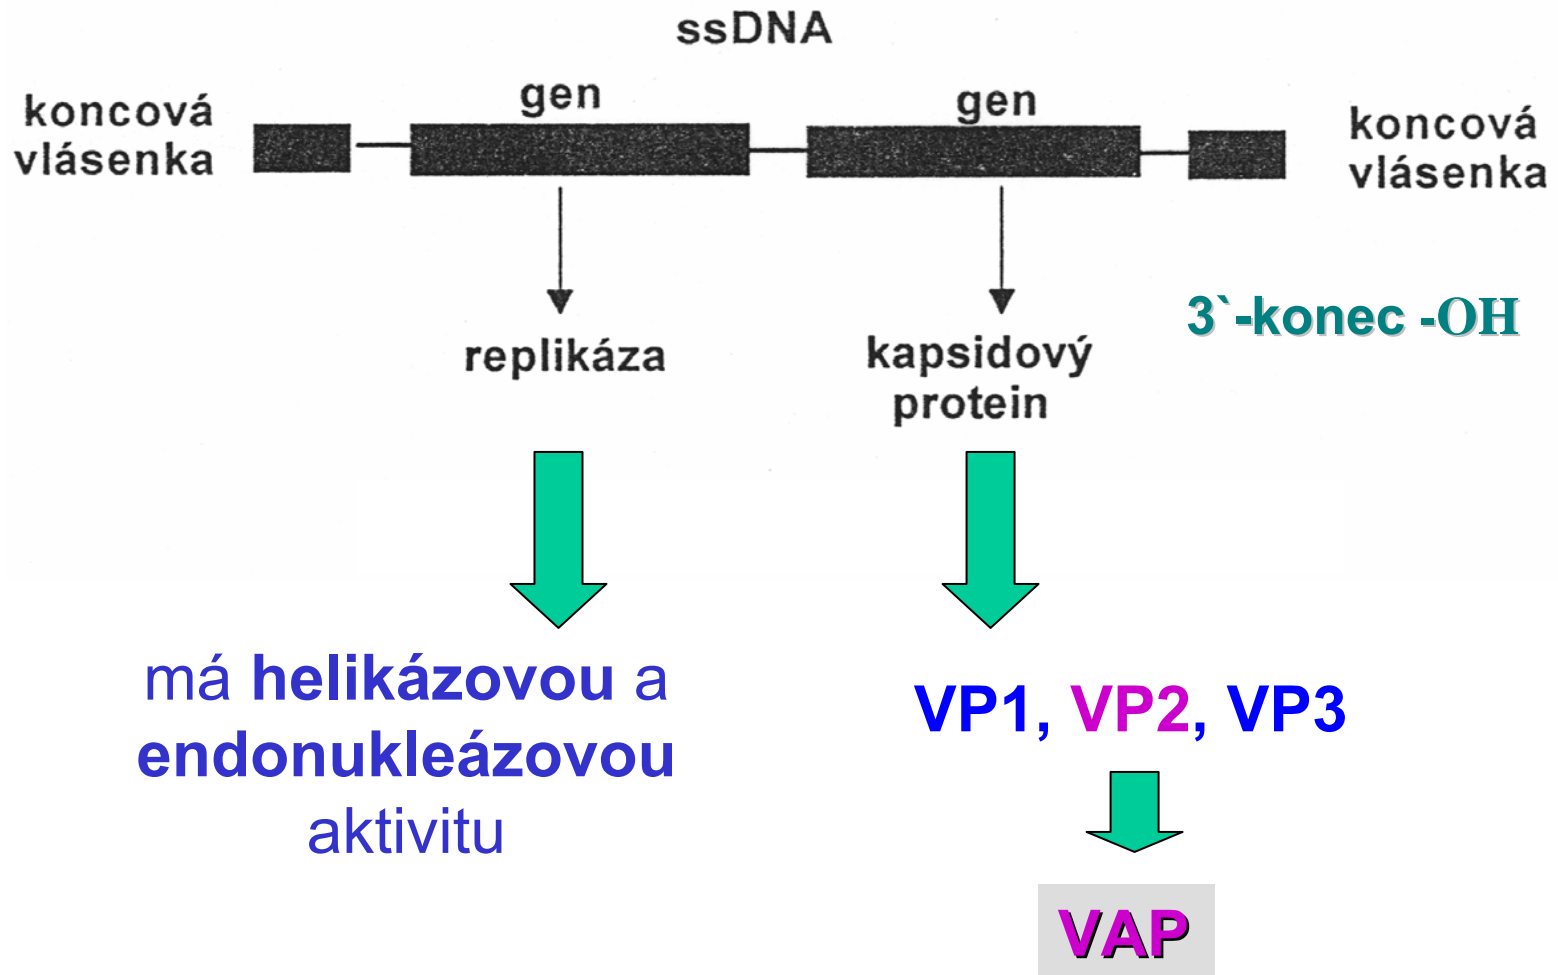 ssDNA
koncová
vlásenka
gen
gen
koncová
vlásenka
replikáza
kapsidový
protein
3`-konec -OH
má helikázovou a
endonukleázovou
aktivitu
VP1, VP2, VP3
VAP